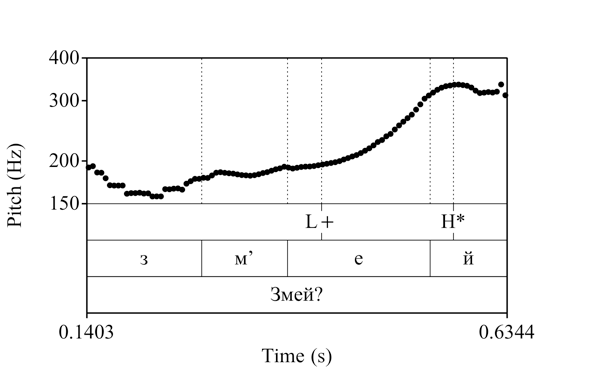 400
300
200
150
Pitch (Hz)
L+ H*
з м’ е й
Змей?
0.1403 0.6344
Time (s)